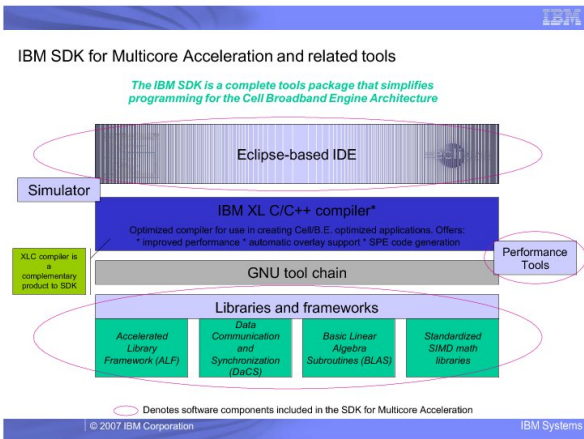 IBM
IBM SDK for Multicore Acceleration and related tools
The IBM SDK is a complete tools package that simplifies
programming for the Cell Broadband Engine Architecture
Eclipse-based IDE
Simulator
IBM XL C/C++ compiler*
Optimized compiler for use in creating Cell/B.E. optimized applications. Offers:
* improved performance * automatic overlay support * SPE code generation
XLC compiler is
a
complementary
product to SDK
Performance
Tools
GNU tool chain
Libraries and frameworks
Accelerated
Library
Framework (ALF)
Data
Communication
and
Synchronization
(DaCS)
Basic Linear
Algebra
Subroutines (BLAS)
Standardized
SIMD math
libraries
Denotes software components included in the SDK for Multicore Acceleration
© 2007 IBM Corporation
IBM Systems